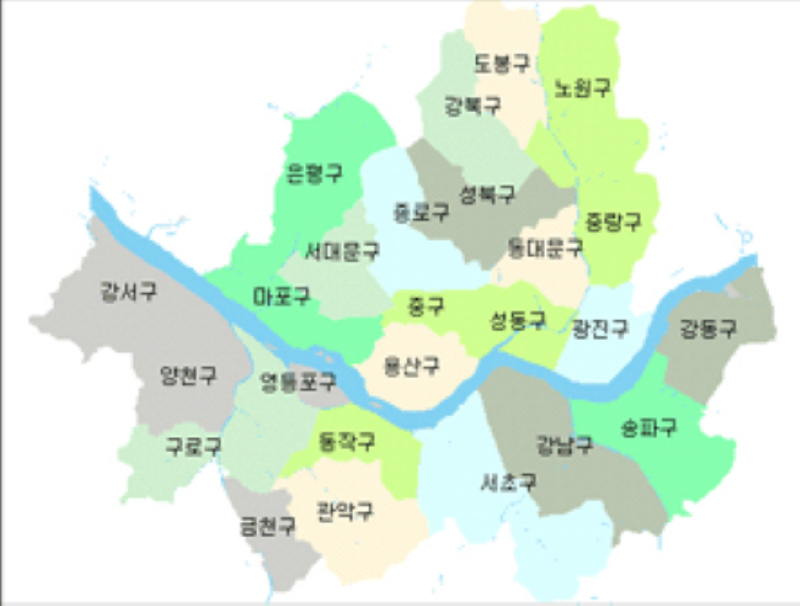 도봉구
노원구
강북구
은평구
성북구
종로구
중랑구
서대문구
동대문구
강서구
마포구
중구
성동구
광진구
강동구
용산구
양천구
영등포구
송파구
동작구
강남구
구로구
서초구
관악구
금천구